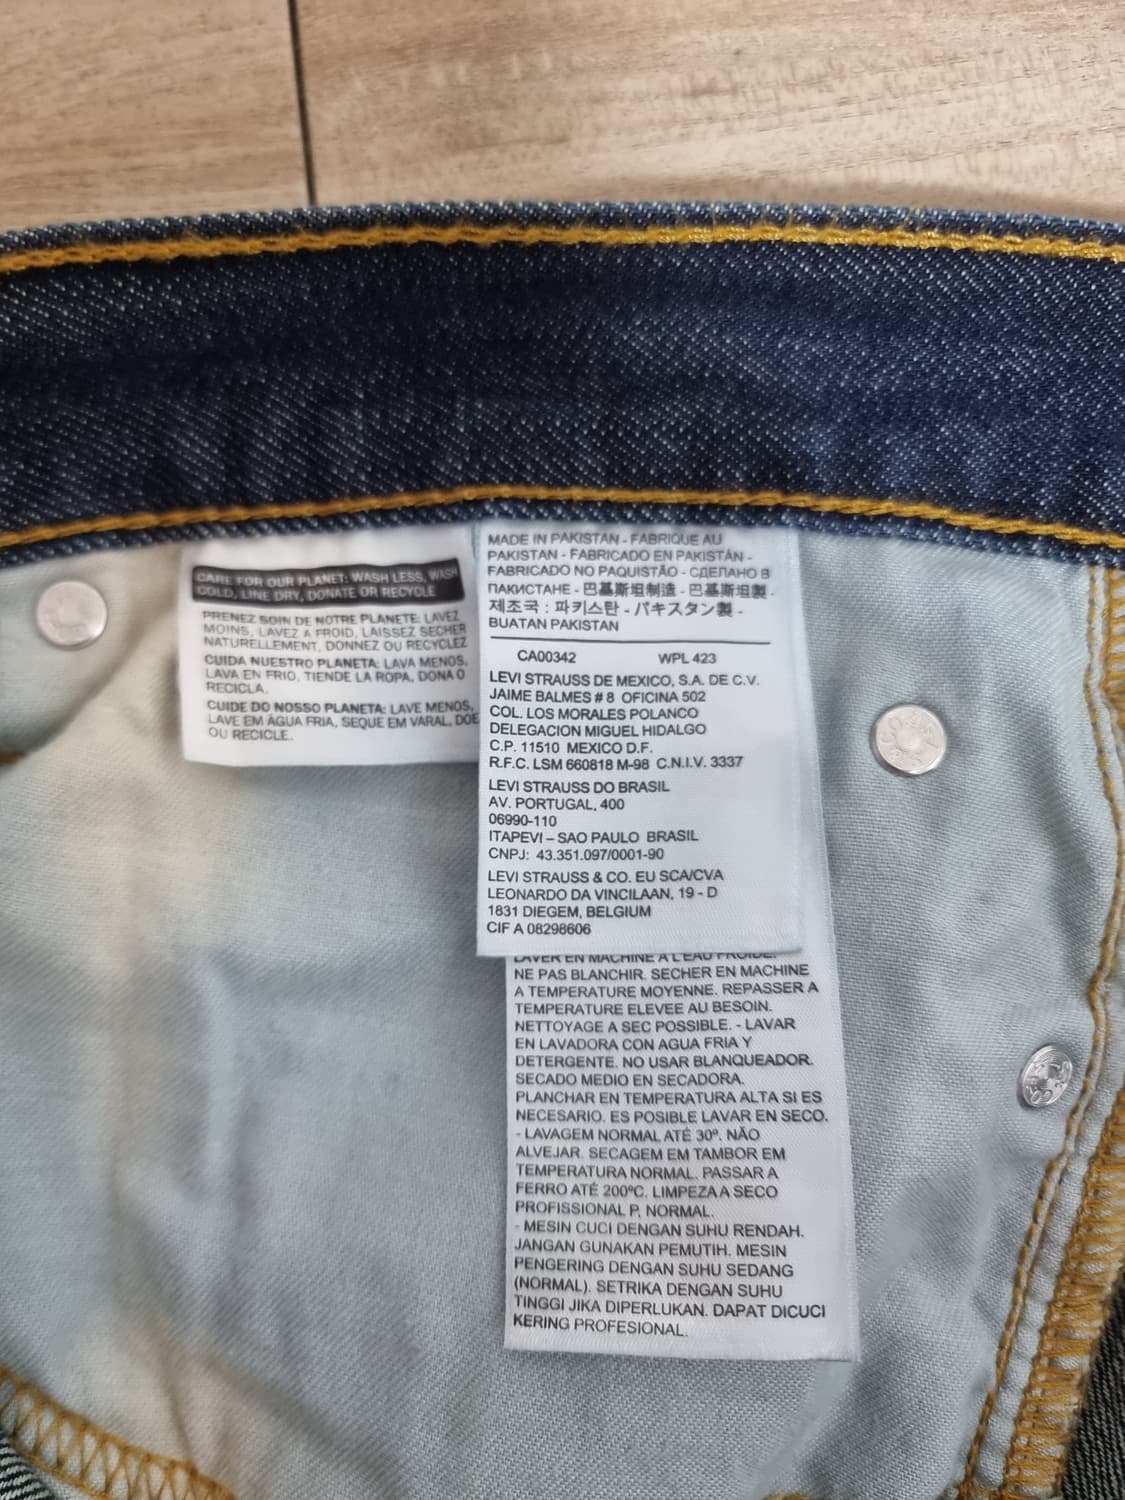 CARE FOR OUR PLANET: WASH LESS, WASH
COLD, LINE DRY, DONATE OR RECYCLE
PRENEZ SOIN DE NOTRE PLANETE: LAVEZ
MOINS, LAVEZ A FROID, LAISSEZ SECHER
NATURELLEMENT, DONNEZ OU RECYCLEZ
CUIDA NUESTRO PLANETA: LAVA MENOS,
LAVA EN FRIO, TIENDE LA ROPA, DONA O
RECICLA.
CUIDE DO NOSSO PLANETA: LAVE MENOS,
LAVE EM ÁGUA FRIA, SEQUE EM VARAL, DOE
OU RECICLE.
MADE IN PAKISTAN - FABRIQUE AU
PAKISTAN - FABRICADO EN PAKISTÁN -
FABRICADO NO PAQUISTÃO - СДЕЛАНО В
ПАКИСТАНЕ - 巴基斯坦制造 - 巴基斯坦製 -
제조국 : 파키스탄 - パキスタン製 -
BUATAN PAKISTAN
CA00342 WPL 423
LEVI STRAUSS DE MEXICO, S.A. DE C.V.
JAIME BALMES # 8 OFICINA 502
COL. LOS MORALES POLANCO
DELEGACION MIGUEL HIDALGO
C.P. 11510 MEXICO D.F.
R.F.C. LSM 660818 M-98 C.N.I.V. 3337
LEVI STRAUSS DO BRASIL
AV. PORTUGAL, 400
06990-110
ITAPEVI – SAO PAULO BRASIL
CNPJ: 43.351.097/0001-90
LEVI STRAUSS & CO. EU SCA/CVA
LEONARDO DA VINCILAAN, 19 - D
1831 DIEGEM, BELGIUM
CIF A 08298606
LAVER EN MACHINE A L'EAU FROIDE.
NE PAS BLANCHIR. SECHER EN MACHINE
A TEMPERATURE MOYENNE. REPASSER A
TEMPERATURE ELEVEE AU BESOIN.
NETTOYAGE A SEC POSSIBLE. - LAVAR
EN LAVADORA CON AGUA FRIA Y
DETERGENTE. NO USAR BLANQUEADOR.
SECADO MEDIO EN SECADORA.
PLANCHAR EN TEMPERATURA ALTA SI ES
NECESARIO. ES POSIBLE LAVAR EN SECO.
- LAVAGEM NORMAL ATÉ 30º. NÃO
ALVEJAR. SECAGEM EM TAMBOR EM
TEMPERATURA NORMAL. PASSAR A
FERRO ATÉ 200ºC. LIMPEZA A SECO
PROFISSIONAL P, NORMAL.
- MESIN CUCI DENGAN SUHU RENDAH.
JANGAN GUNAKAN PEMUTIH. MESIN
PENGERING DENGAN SUHU SEDANG
(NORMAL). SETRIKA DENGAN SUHU
TINGGI JIKA DIPERLUKAN. DAPAT DICUCI
KERING PROFESIONAL.